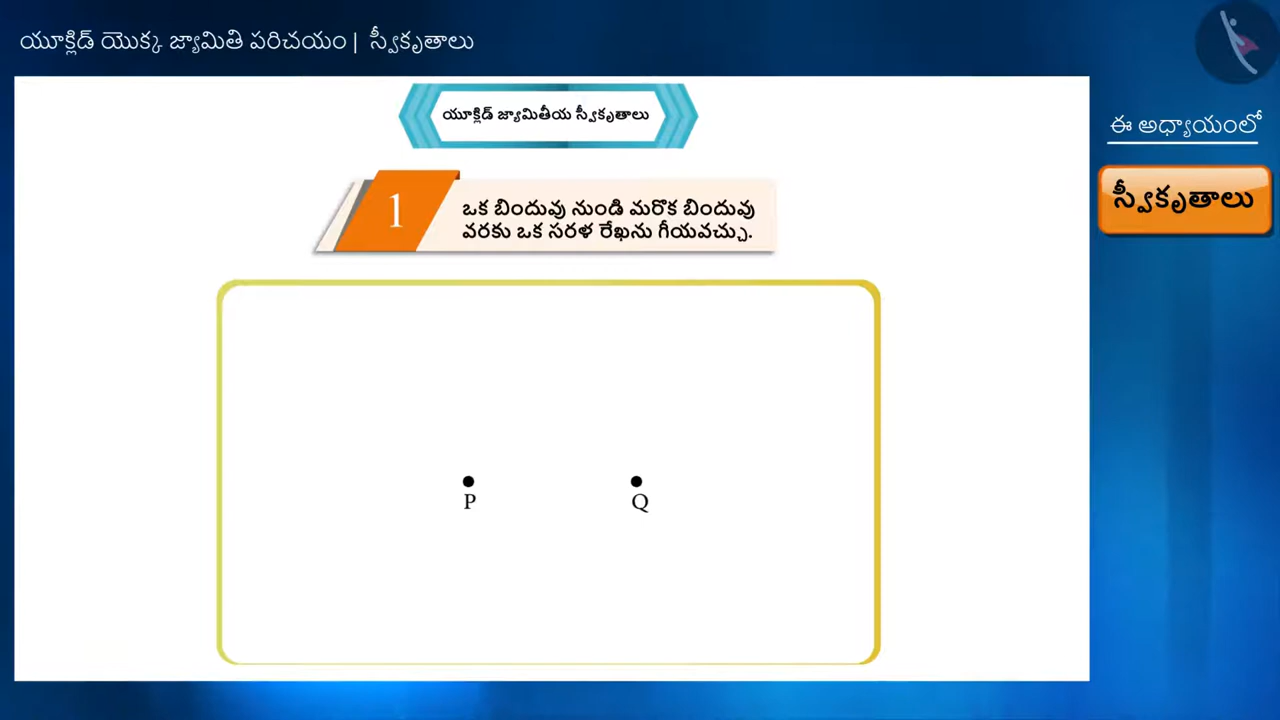 యూక్లిడ్ యొక్క జ్యామితి పరిచయం | స్వీకృతాలు
ఈ అధ్యాయంలో
స్వీకృతాలు
యూక్లిడ్ జ్యామితీయ స్వీకృతాలు
1
ఒక బిందువు నుండి మరొక బిందువు
వరకు ఒక సరళ రేఖను గీయవచ్చు.
P
Q